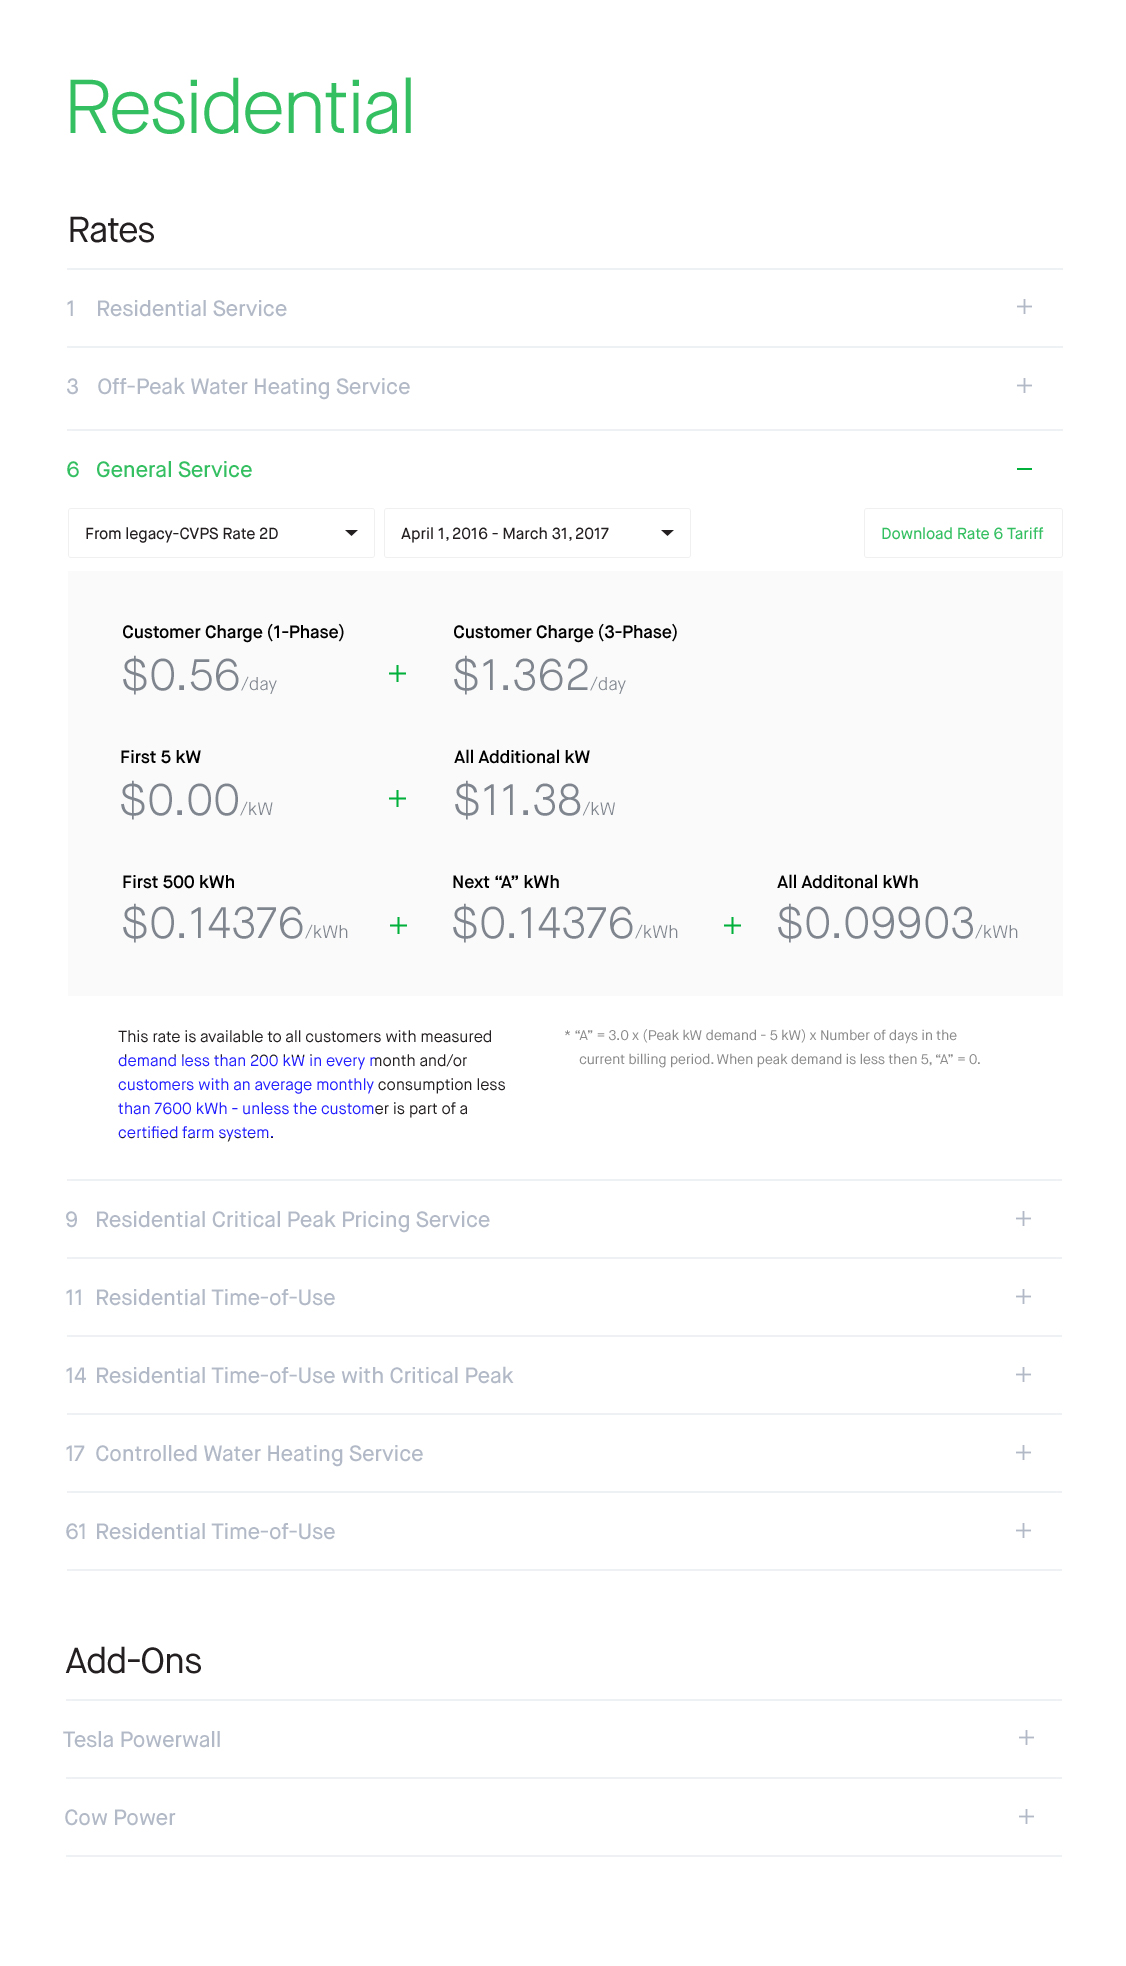 Residential
Rates
1 Residential Service +
3 Off-Peak Water Heating Service +
6 General Service −
From legacy-CVPS Rate 2D April 1, 2016 - March 31, 2017 Download Rate 6 Tariff
Customer Charge (1-Phase) Customer Charge (3-Phase)
$0.56/day + $1.362/day
First 5 kW All Additional kW
$0.00/kW + $11.38/kW
First 500 kWh Next “A” kWh All Additonal kWh
$0.14376/kWh + $0.14376/kWh + $0.09903/kWh
This rate is available to all customers with measured
demand less than 200 kW in every month and/or
customers with an average monthly consumption less
than 7600 kWh - unless the customer is part of a
certified farm system.
* “A” = 3.0 x (Peak kW demand - 5 kW) x Number of days in the
current billing period. When peak demand is less then 5, “A” = 0.
9 Residential Critical Peak Pricing Service +
11 Residential Time-of-Use +
14 Residential Time-of-Use with Critical Peak +
17 Controlled Water Heating Service +
61 Residential Time-of-Use +
Add-Ons
Tesla Powerwall +
Cow Power +